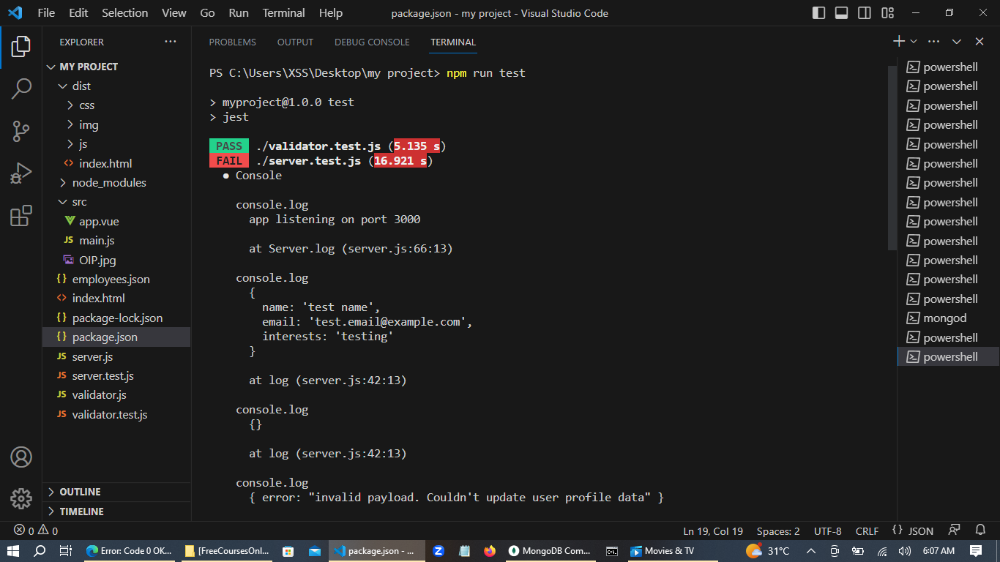 File Edit Selection View Go Run Terminal Help
package.json - my project - Visual Studio Code
EXPLORER
MY PROJECT
dist
css
img
js
index.html
node_modules
src
app.vue
JS main.js
OIP.jpg
{} employees.json
<> index.html
{} package-lock.json
{} package.json
JS server.js
JS server.test.js
JS validator.js
JS validator.test.js
OUTLINE
TIMELINE
PROBLEMS OUTPUT DEBUG CONSOLE TERMINAL
PS C:\Users\XSS\Desktop\my project> npm run test
> myproject@1.0.0 test
> jest
PASS ./validator.test.js (5.135 s)
FAIL ./server.test.js (16.921 s)
● Console
console.log
app listening on port 3000
at Server.log (server.js:66:13)
console.log
{
name: 'test name',
email: 'test.email@example.com',
interests: 'testing'
}
at log (server.js:42:13)
console.log
{}
at log (server.js:42:13)
console.log
{ error: "invalid payload. Couldn't update user profile data" }
powershell
powershell
powershell
powershell
powershell
powershell
powershell
powershell
powershell
powershell
powershell
powershell
powershell
mongod
powershell
powershell
0 0
Ln 19, Col 19 Spaces: 2 UTF-8 CRLF {} JSON
Error: Code 0 OK...
[FreeCoursesOnl...
package.json - ...
MongoDB Com...
Movies & TV
31°C
6:07 AM